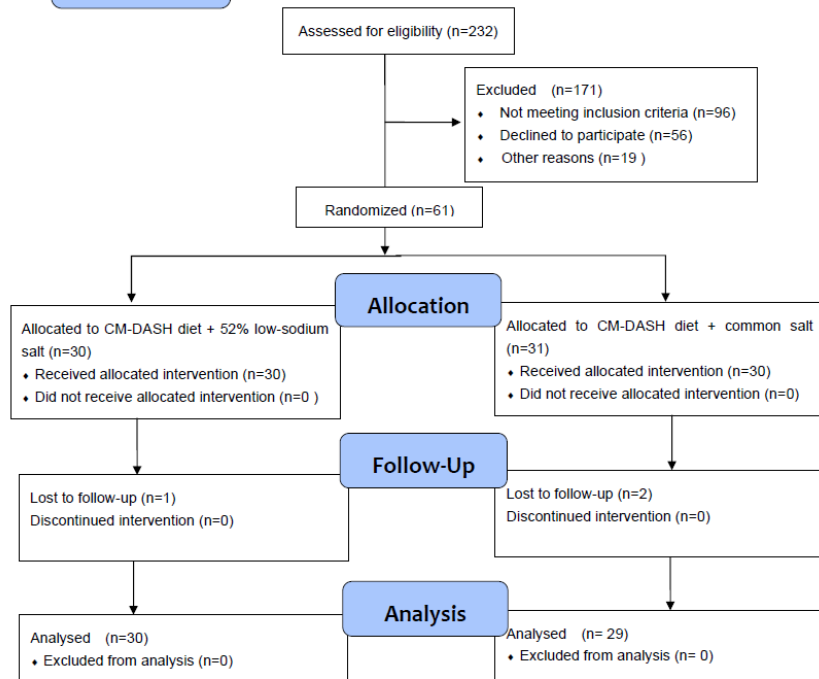 Assessed for eligibility (n=232)
Excluded (n=171)
⬧ Not meeting inclusion criteria (n=96)
⬧ Declined to participate (n=56)
⬧ Other reasons (n=19 )
Randomized (n=61)
Allocation
Allocated to CM-DASH diet + 52% low-sodium
salt (n=30)
⬧ Received allocated intervention (n=30)
⬧ Did not receive allocated intervention (n=0 )
Allocated to CM-DASH diet + common salt
(n=31)
⬧ Received allocated intervention (n=30)
⬧ Did not receive allocated intervention (n=0)
Follow-Up
Lost to follow-up (n=1)
Discontinued intervention (n=0)
Lost to follow-up (n=2)
Discontinued intervention (n=0)
Analysis
Analysed (n=30)
⬧ Excluded from analysis (n=0)
Analysed (n= 29)
⬧ Excluded from analysis (n= 0)